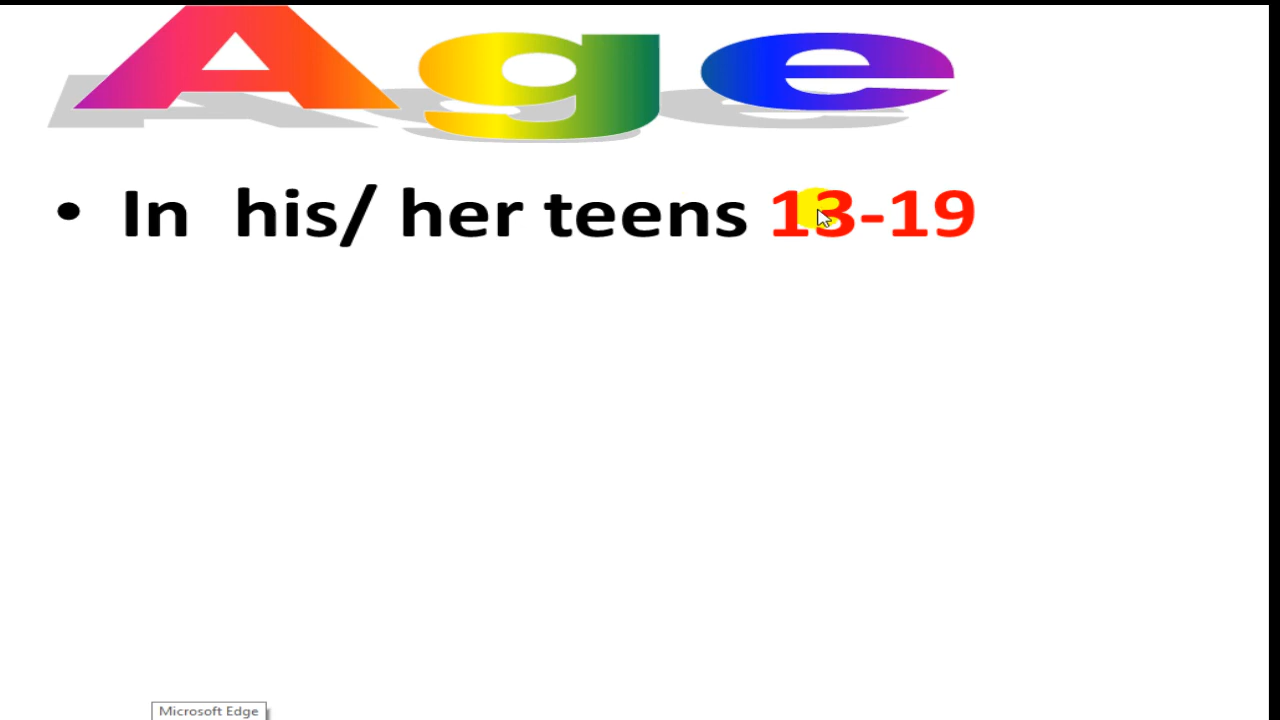 Age
• In his/ her teens 13-19
Microsoft Edge